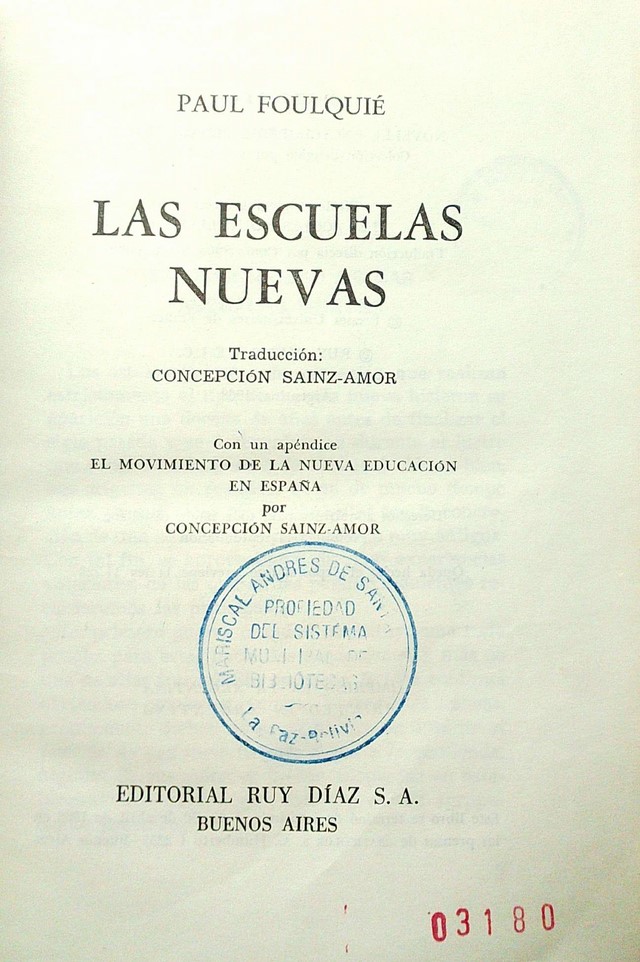 PAUL FOULQUIÉ
LAS ESCUELAS
NUEVAS
Traducción:
CONCEPCIÓN SAINZ-AMOR
Con un apéndice
EL MOVIMIENTO DE LA NUEVA EDUCACIÓN
EN ESPAÑA
por
CONCEPCIÓN SAINZ-AMOR
MARISCAL ANDRES DE
PROPIEDAD
DEL SISTEMA
BIBLIOTECAS
La Paz-Bolivia
EDITORIAL RUY DÍAZ S. A.
BUENOS AIRES
03180